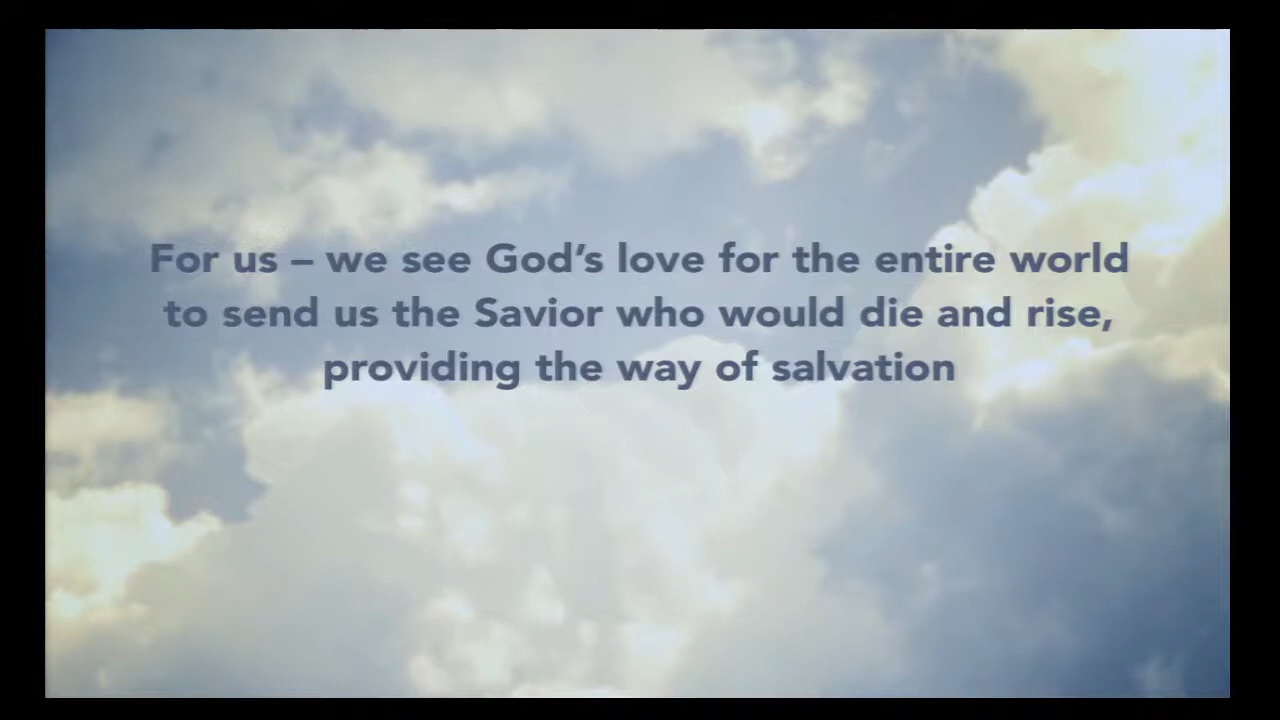 For us – we see God’s love for the entire world
to send us the Savior who would die and rise,
providing the way of salvation